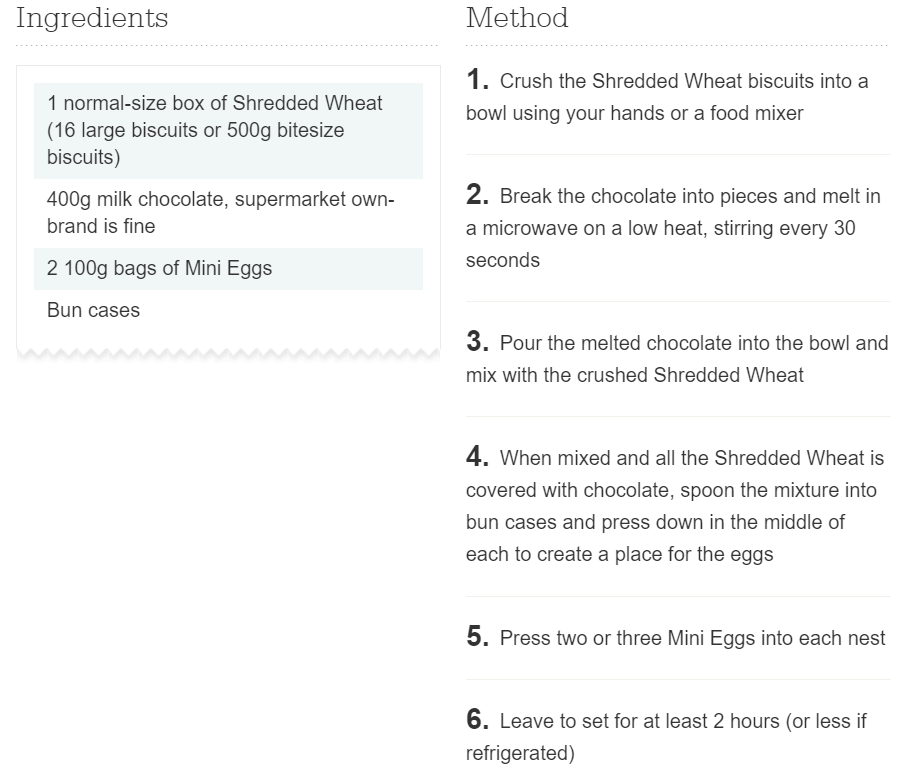 Ingredients
1 normal-size box of Shredded Wheat
(16 large biscuits or 500g bitesize
biscuits)
400g milk chocolate, supermarket own-
brand is fine
2 100g bags of Mini Eggs
Bun cases
Method
1. Crush the Shredded Wheat biscuits into a
bowl using your hands or a food mixer
2. Break the chocolate into pieces and melt in
a microwave on a low heat, stirring every 30
seconds
3. Pour the melted chocolate into the bowl and
mix with the crushed Shredded Wheat
4. When mixed and all the Shredded Wheat is
covered with chocolate, spoon the mixture into
bun cases and press down in the middle of
each to create a place for the eggs
5. Press two or three Mini Eggs into each nest
6. Leave to set for at least 2 hours (or less if
refrigerated)